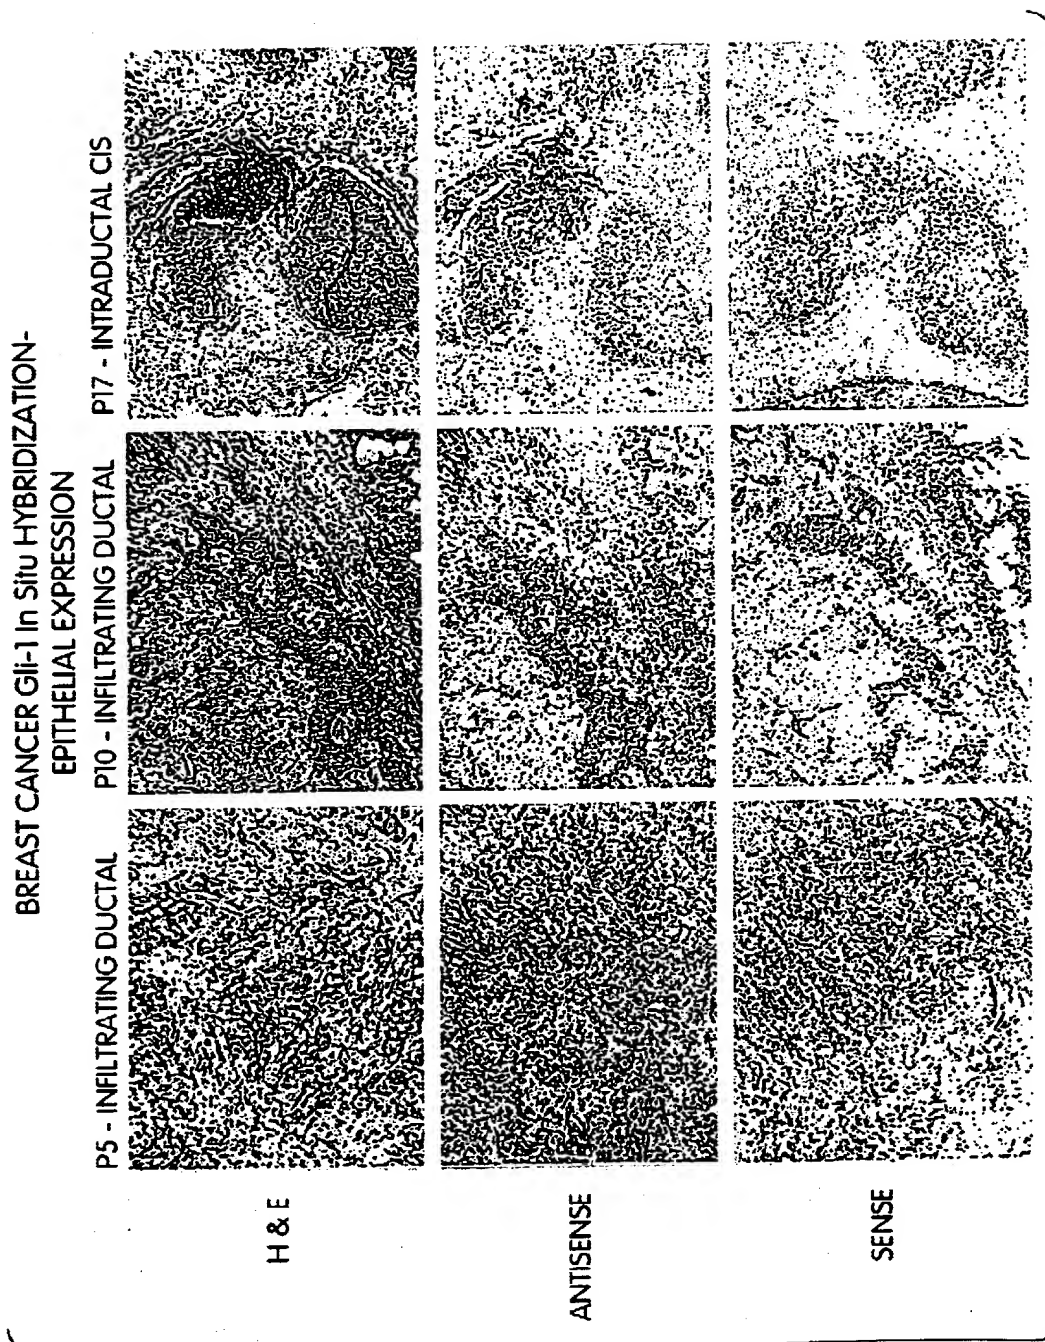 BREAST CANCER Gli-1 In Situ HYBRIDIZATION-
EPITHELIAL EXPRESSION
P5 - INFILTRATING DUCTAL
P10 - INFILTRATING DUCTAL
P17 - INTRADUCTAL CIS
H & E
ANTISENSE
SENSE